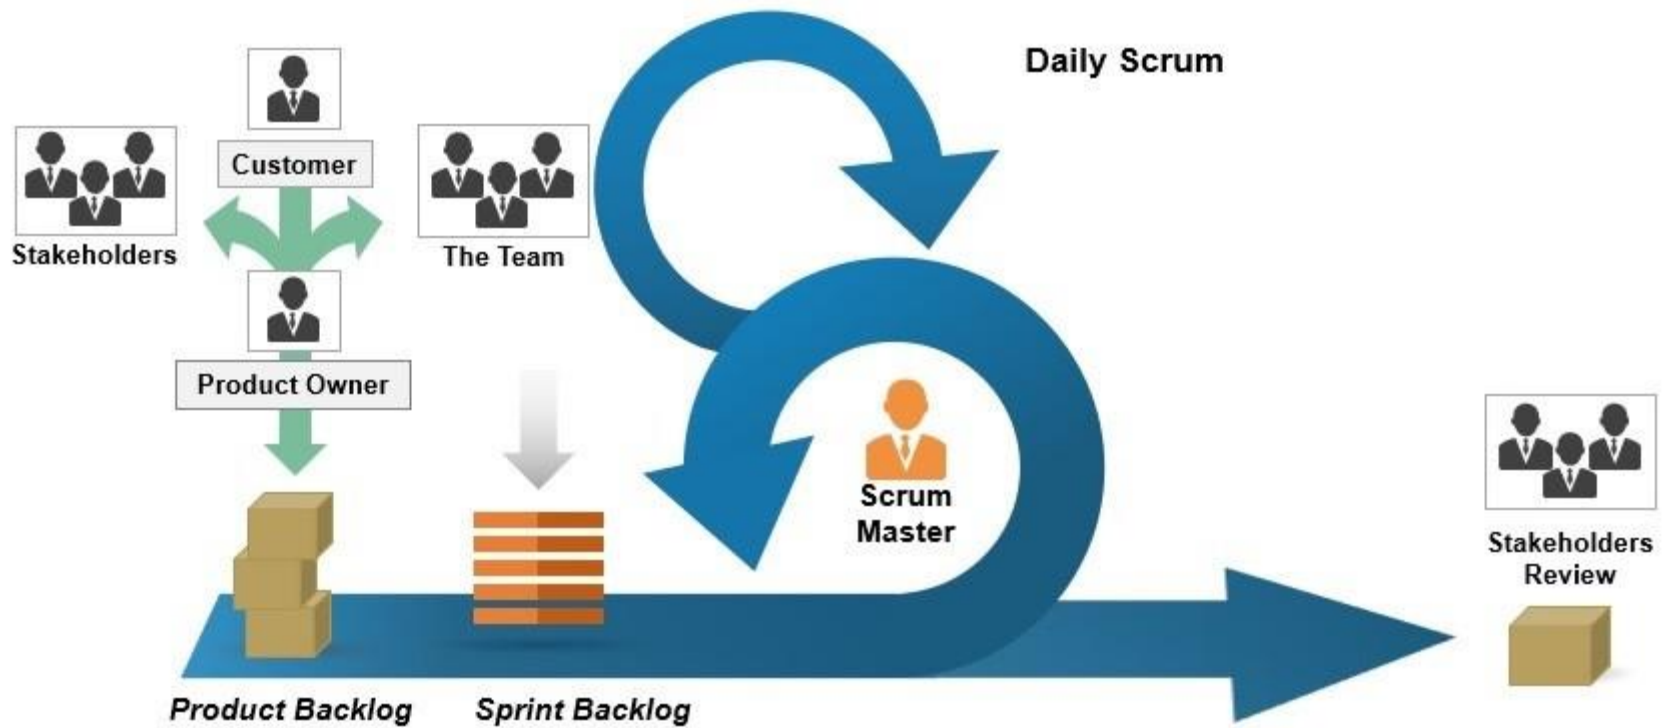 Daily Scrum
Customer
Stakeholders
The Team
Product Owner
Scrum
Master
Stakeholders
Review
Product Backlog
Sprint Backlog